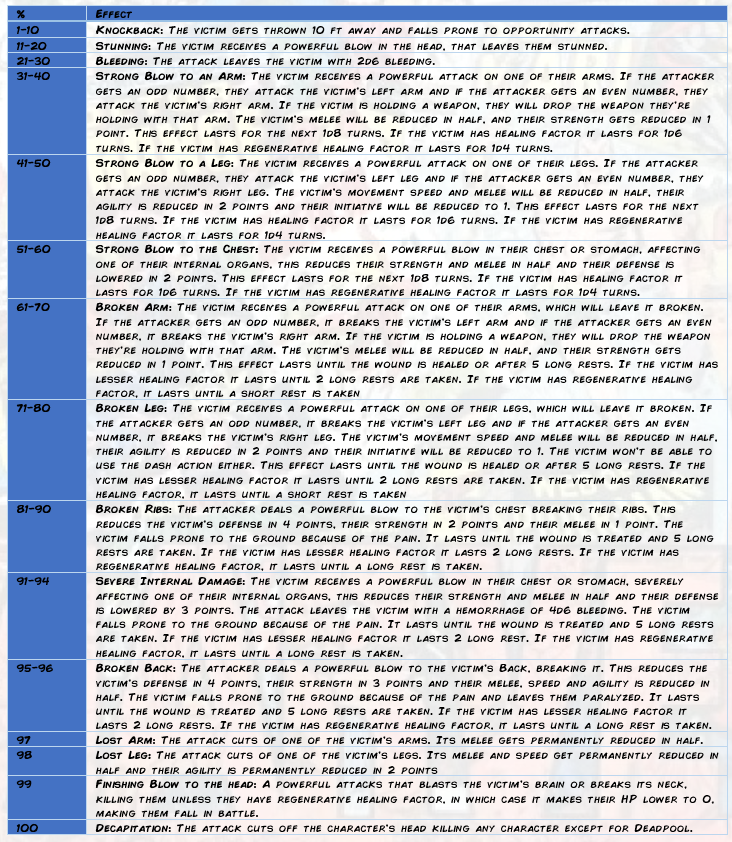 % Effect
1-10 Knockback: The victim gets thrown 10 ft away and falls prone to opportunity attacks.
11-20 Stunning: The victim receives a powerful blow in the head, that leaves them stunned.
21-30 Bleeding: The attack leaves the victim with 2d6 bleeding.
31-40 Strong Blow to an Arm: The victim receives a powerful attack on one of their arms. If the attacker
gets an odd number, they attack the victim's left arm and if the attacker gets an even number, they
attack the victim's right arm. If the victim is holding a weapon, they will drop the weapon they're
holding with that arm. The victim's melee will be reduced in half, and their strength gets reduced in 1
point. This effect lasts for the next 1d8 turns. If the victim has healing factor it lasts for 1d6
turns. If the victim has regenerative healing factor it lasts for 1d4 turns.
41-50 Strong Blow to a Leg: The victim receives a powerful attack on one of their legs. If the attacker
gets an odd number, they attack the victim's left leg and if the attacker gets an even number, they
attack the victim's right leg. The victim's movement speed and melee will be reduced in half, their
agility is reduced in 2 points and their initiative will be reduced to 1. This effect lasts for the next
1d8 turns. If the victim has healing factor it lasts for 1d6 turns. If the victim has regenerative
healing factor it lasts for 1d4 turns.
51-60 Strong Blow to the Chest: The victim receives a powerful blow in their chest or stomach, affecting
one of their internal organs, this reduces their strength and melee in half and their defense is
lowered in 2 points. This effect lasts for the next 1d8 turns. If the victim has healing factor it
lasts for 1d6 turns. If the victim has regenerative healing factor it lasts for 1d4 turns.
61-70 Broken Arm: The victim receives a powerful attack on one of their arms, which will leave it broken.
If the attacker gets an odd number, it breaks the victim's left arm and if the attacker gets an even
number, it breaks the victim's right arm. If the victim is holding a weapon, they will drop the weapon
they're holding with that arm. The victim's melee will be reduced in half, and their strength gets
reduced in 1 point. This effect lasts until the wound is healed or after 5 long rests. If the victim has
lesser healing factor it lasts until 2 long rests are taken. If the victim has regenerative healing
factor, it lasts until a short rest is taken
71-80 Broken Leg: The victim receives a powerful attack on one of their legs, which will leave it broken. If
the attacker gets an odd number, it breaks the victim's left leg and if the attacker gets an even
number, it breaks the victim's right leg. The victim's movement speed and melee will be reduced in half,
their agility is reduced in 2 points and their initiative will be reduced to 1. The victim won't be able to
use the dash action either. This effect lasts until the wound is healed or after 5 long rests. If the
victim has lesser healing factor it lasts until 2 long rests are taken. If the victim has regenerative
healing factor, it lasts until a short rest is taken
81-90 Broken Ribs: The attacker deals a powerful blow to the victim's chest breaking their ribs. This
reduces the victim's defense in 4 points, their strength in 2 points and their melee in 1 point. The
victim falls prone to the ground because of the pain. It lasts until the wound is treated and 5 long
rests are taken. If the victim has lesser healing factor it lasts 2 long rests. If the victim has
regenerative healing factor, it lasts until a long rest is taken.
91-94 Severe Internal Damage: The victim receives a powerful blow in their chest or stomach, severely
affecting one of their internal organs, this reduces their strength and melee in half and their defense
is lowered by 3 points. The attack leaves the victim with a hemorrhage of 4d6 bleeding. The victim
falls prone to the ground because of the pain. It lasts until the wound is treated and 5 long rests
are taken. If the victim has lesser healing factor it lasts 2 long rest. If the victim has regenerative
healing factor, it lasts until a long rest is taken.
95-96 Broken Back: The attacker deals a powerful blow to the victim's Back, breaking it. This reduces the
victim's defense in 4 points, their strength in 3 points and their melee, speed and agility is reduced in
half. The victim falls prone to the ground because of the pain and leaves them paralyzed. It lasts
until the wound is treated and 5 long rests are taken. If the victim has lesser healing factor it
lasts 2 long rests. If the victim has regenerative healing factor, it lasts until a long rest is taken.
97 Lost Arm: The attack cuts of one of the victim's arms. Its melee gets permanently reduced in half.
98 Lost Leg: The attack cuts of one of the victim's legs. Its melee and speed get permanently reduced in
half and their agility is permanently reduced in 2 points
99 Finishing Blow to the head: A powerful attacks that blasts the victim's brain or breaks its neck,
killing them unless they have regenerative healing factor, in which case it makes their HP lower to 0,
making them fall in battle.
100 Decapitation: The attack cuts off the character's head killing any character except for Deadpool.